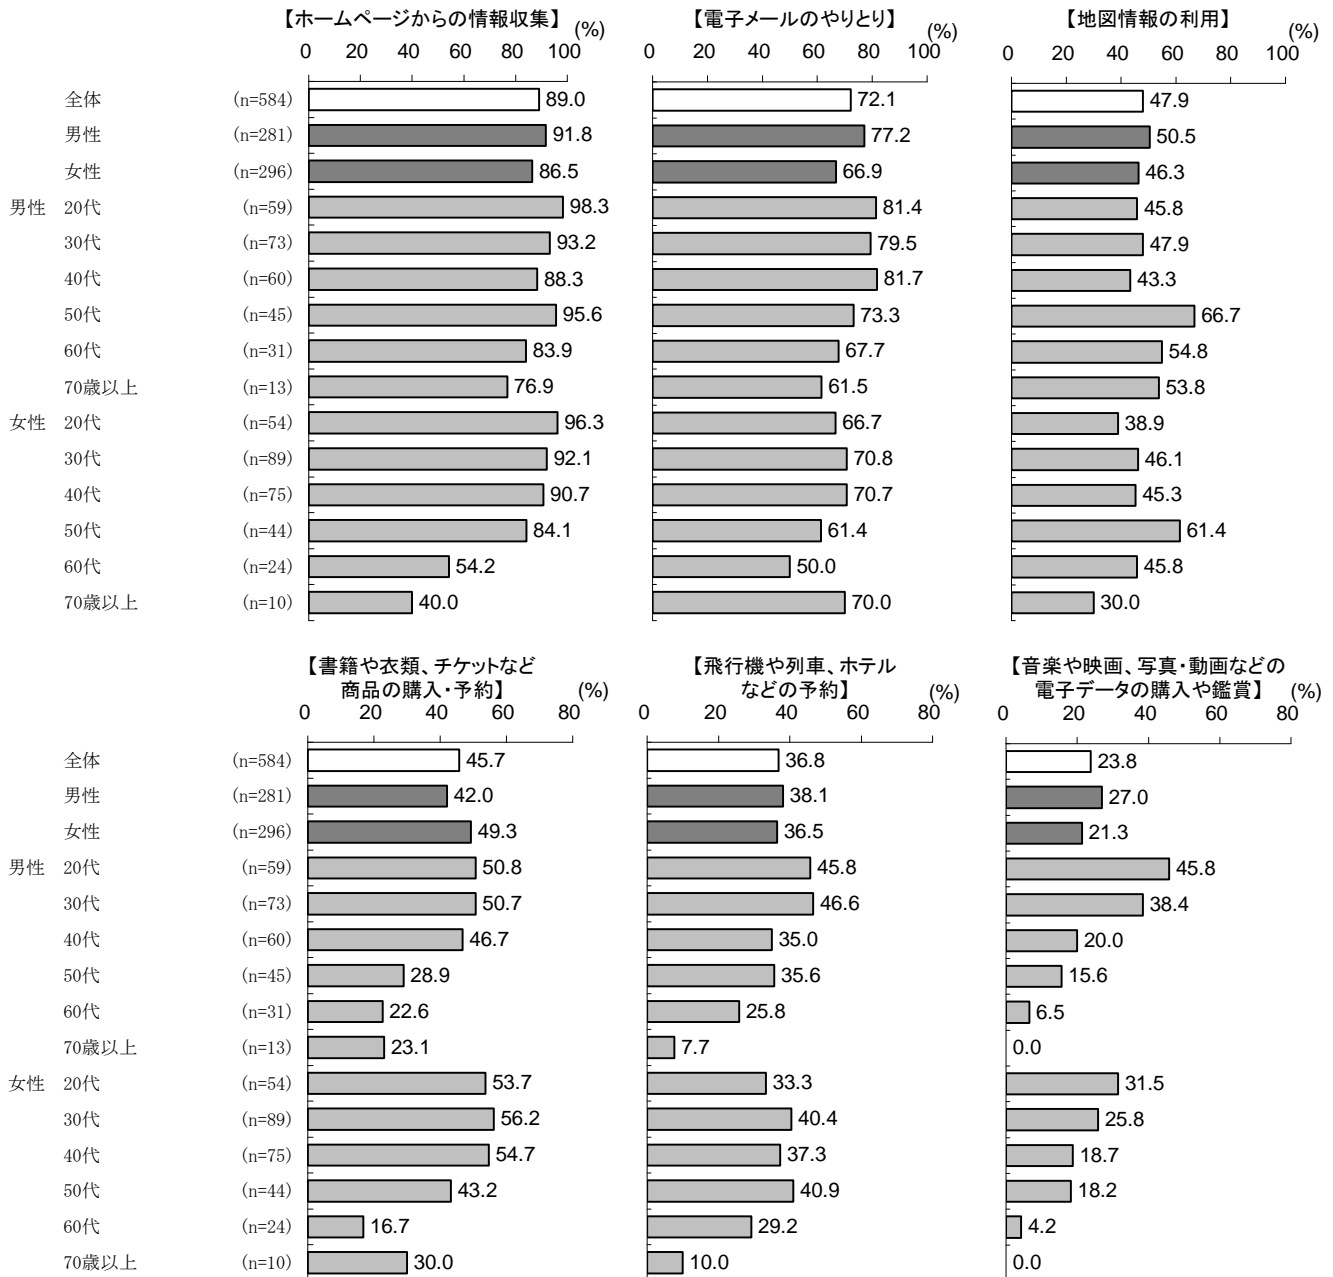 【ホームページからの情報収集】 (%) 【電子メールのやりとり】 (%) 【地図情報の利用】 (%)
0 20 40 60 80 100 0 20 40 60 80 100 0 20 40 60 80 100
全体 (n=584) 89.0 72.1 47.9
男性 (n=281) 91.8 77.2 50.5
女性 (n=296) 86.5 66.9 46.3
男性 20代 (n=59) 98.3 81.4 45.8
30代 (n=73) 93.2 79.5 47.9
40代 (n=60) 88.3 81.7 43.3
50代 (n=45) 95.6 73.3 66.7
60代 (n=31) 83.9 67.7 54.8
70歳以上 (n=13) 76.9 61.5 53.8
女性 20代 (n=54) 96.3 66.7 38.9
30代 (n=89) 92.1 70.8 46.1
40代 (n=75) 90.7 70.7 45.3
50代 (n=44) 84.1 61.4 61.4
60代 (n=24) 54.2 50.0 45.8
70歳以上 (n=10) 40.0 70.0 30.0
【書籍や衣類、チケットなど 【飛行機や列車、ホテル 【音楽や映画、写真・動画などの
商品の購入・予約】 (%) などの予約】 (%) 電子データの購入や鑑賞】 (%)
0 20 40 60 80 0 20 40 60 80 0 20 40 60 80
全体 (n=584) 45.7 36.8 23.8
男性 (n=281) 42.0 38.1 27.0
女性 (n=296) 49.3 36.5 21.3
男性 20代 (n=59) 50.8 45.8 45.8
30代 (n=73) 50.7 46.6 38.4
40代 (n=60) 46.7 35.0 20.0
50代 (n=45) 28.9 35.6 15.6
60代 (n=31) 22.6 25.8 6.5
70歳以上 (n=13) 23.1 7.7 0.0
女性 20代 (n=54) 53.7 33.3 31.5
30代 (n=89) 56.2 40.4 25.8
40代 (n=75) 54.7 37.3 18.7
50代 (n=44) 43.2 40.9 18.2
60代 (n=24) 16.7 29.2 4.2
70歳以上 (n=10) 30.0 10.0 0.0